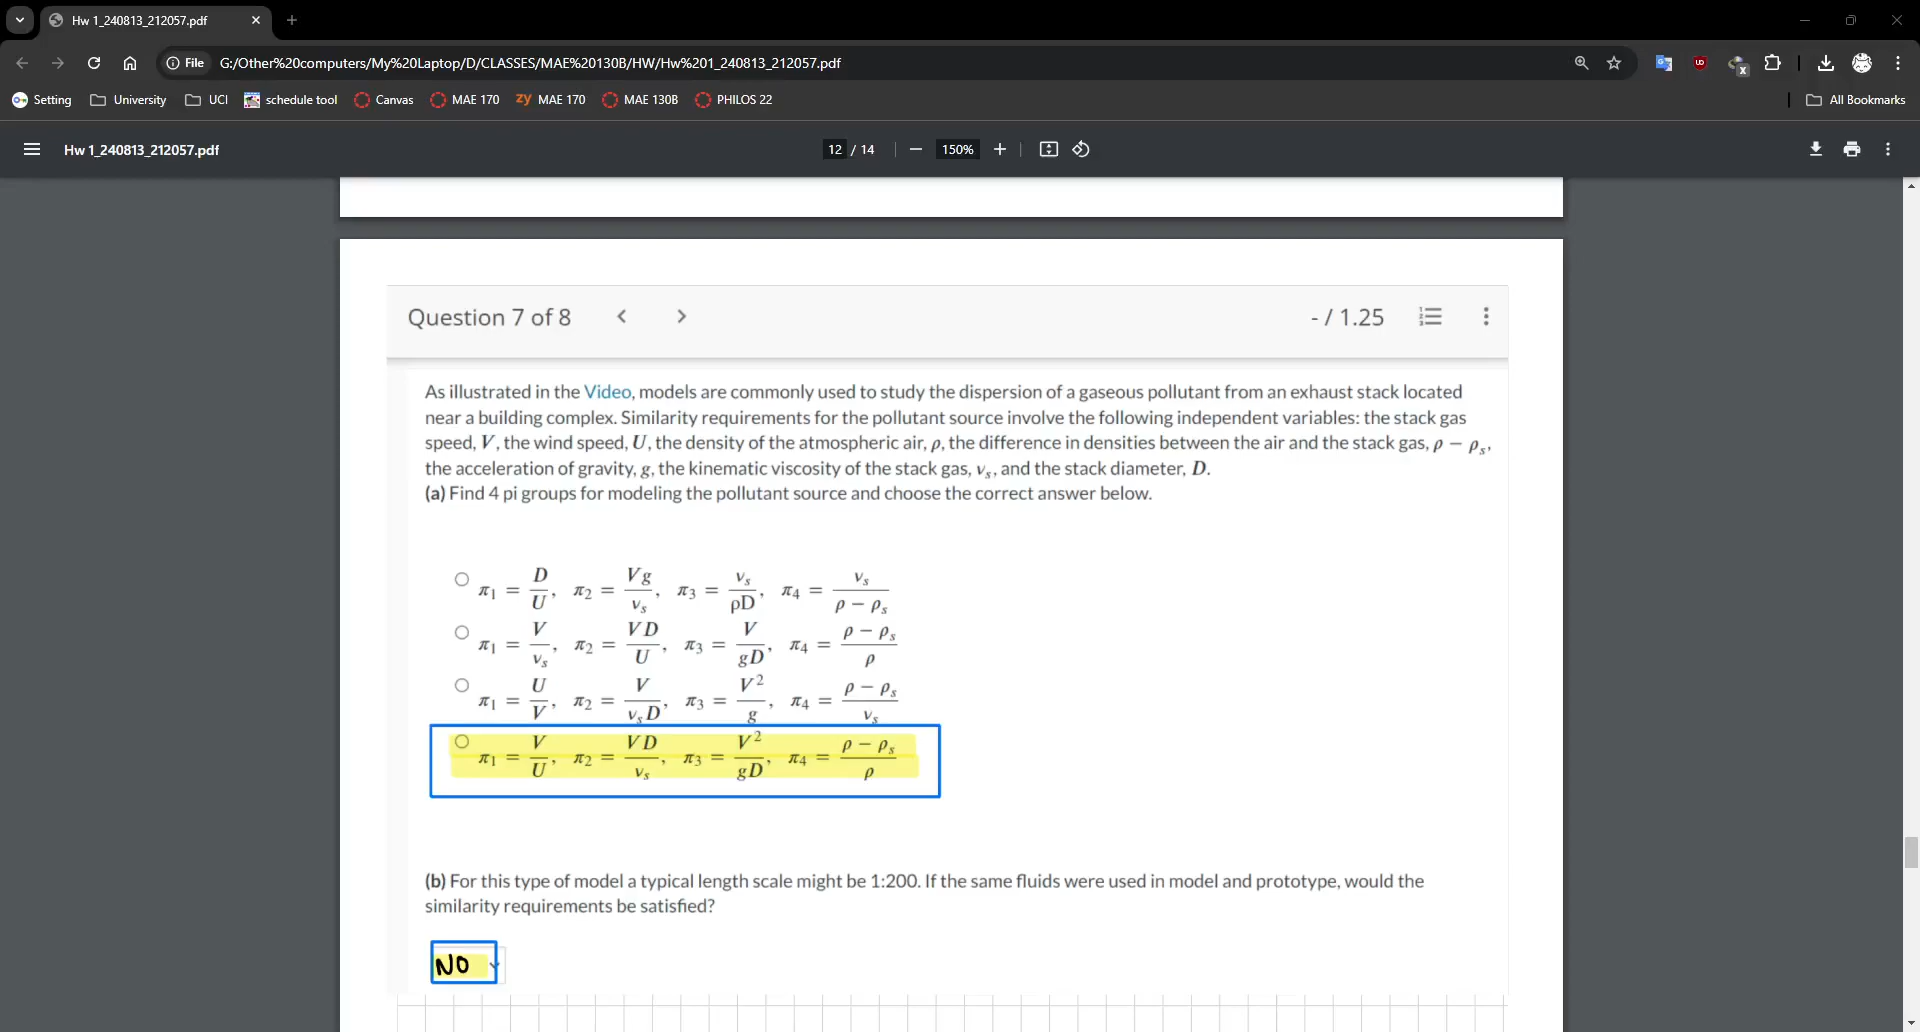 Hw 1_240813_212057.pdf
File G:/Other%20computers/My%20Laptop/D/CLASSES/MAE%20130B/HW/Hw%201_240813_212057.pdf
Setting University UCI schedule tool Canvas MAE 170 zy MAE 170 MAE 130B PHILOS 22 All Bookmarks
Hw 1_240813_212057.pdf 12 / 14 150%
Question 7 of 8 - / 1.25
As illustrated in the Video, models are commonly used to study the dispersion of a gaseous pollutant from an exhaust stack located
near a building complex. Similarity requirements for the pollutant source involve the following independent variables: the stack gas
speed, V, the wind speed, U, the density of the atmospheric air, ρ, the difference in densities between the air and the stack gas, ρ − ρₛ,
the acceleration of gravity, g, the kinematic viscosity of the stack gas, νₛ, and the stack diameter, D.
(a) Find 4 pi groups for modeling the pollutant source and choose the correct answer below.
π₁ = D/U, π₂ = Vg/νₛ, π₃ = νₛ/ρD, π₄ = νₛ/(ρ − ρₛ)
π₁ = V/νₛ, π₂ = VD/U, π₃ = V/gD, π₄ = (ρ − ρₛ)/ρ
π₁ = U/V, π₂ = V/νₛD, π₃ = V²/g, π₄ = (ρ − ρₛ)/νₛ
π₁ = V/U, π₂ = VD/νₛ, π₃ = V²/gD, π₄ = (ρ − ρₛ)/ρ
(b) For this type of model a typical length scale might be 1:200. If the same fluids were used in model and prototype, would the
similarity requirements be satisfied?
NO